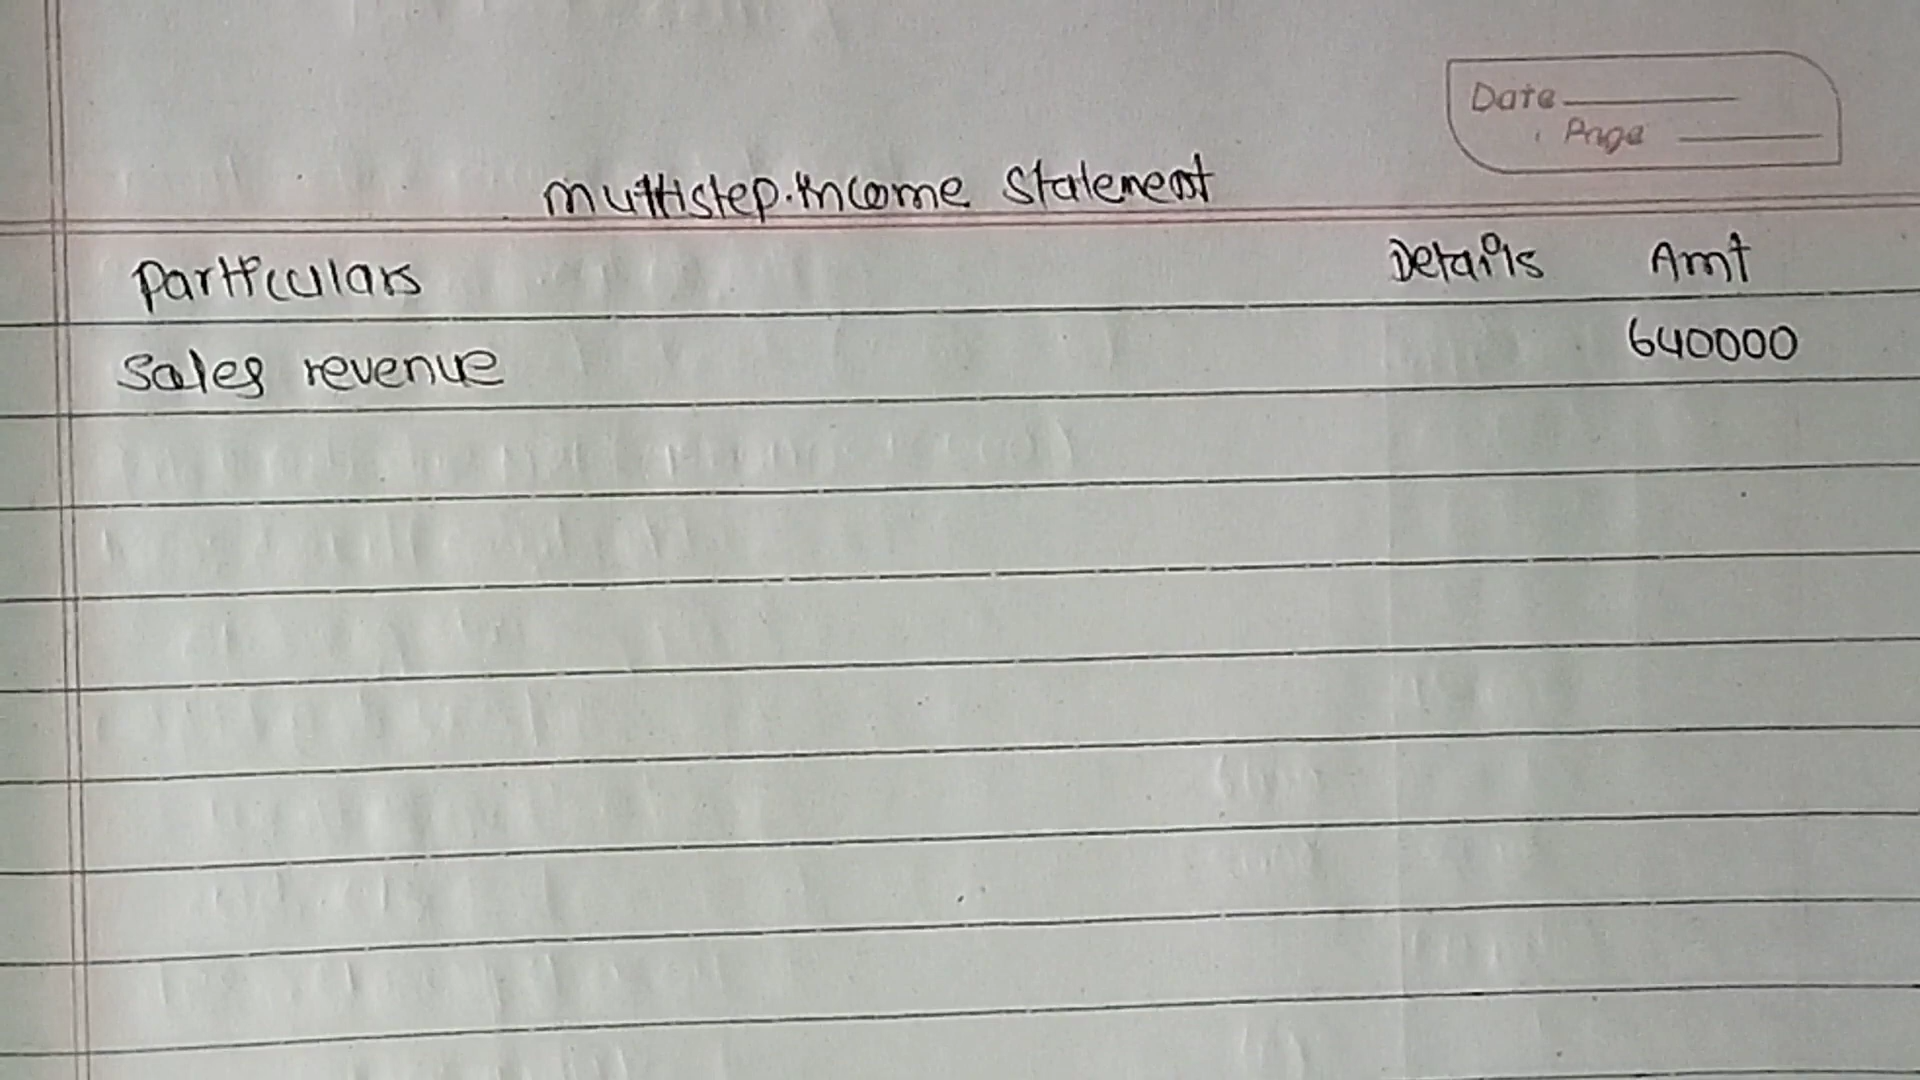 Date
Page
Multistep.Income Statement
Particulars Details Amt
Sales revenue 640000